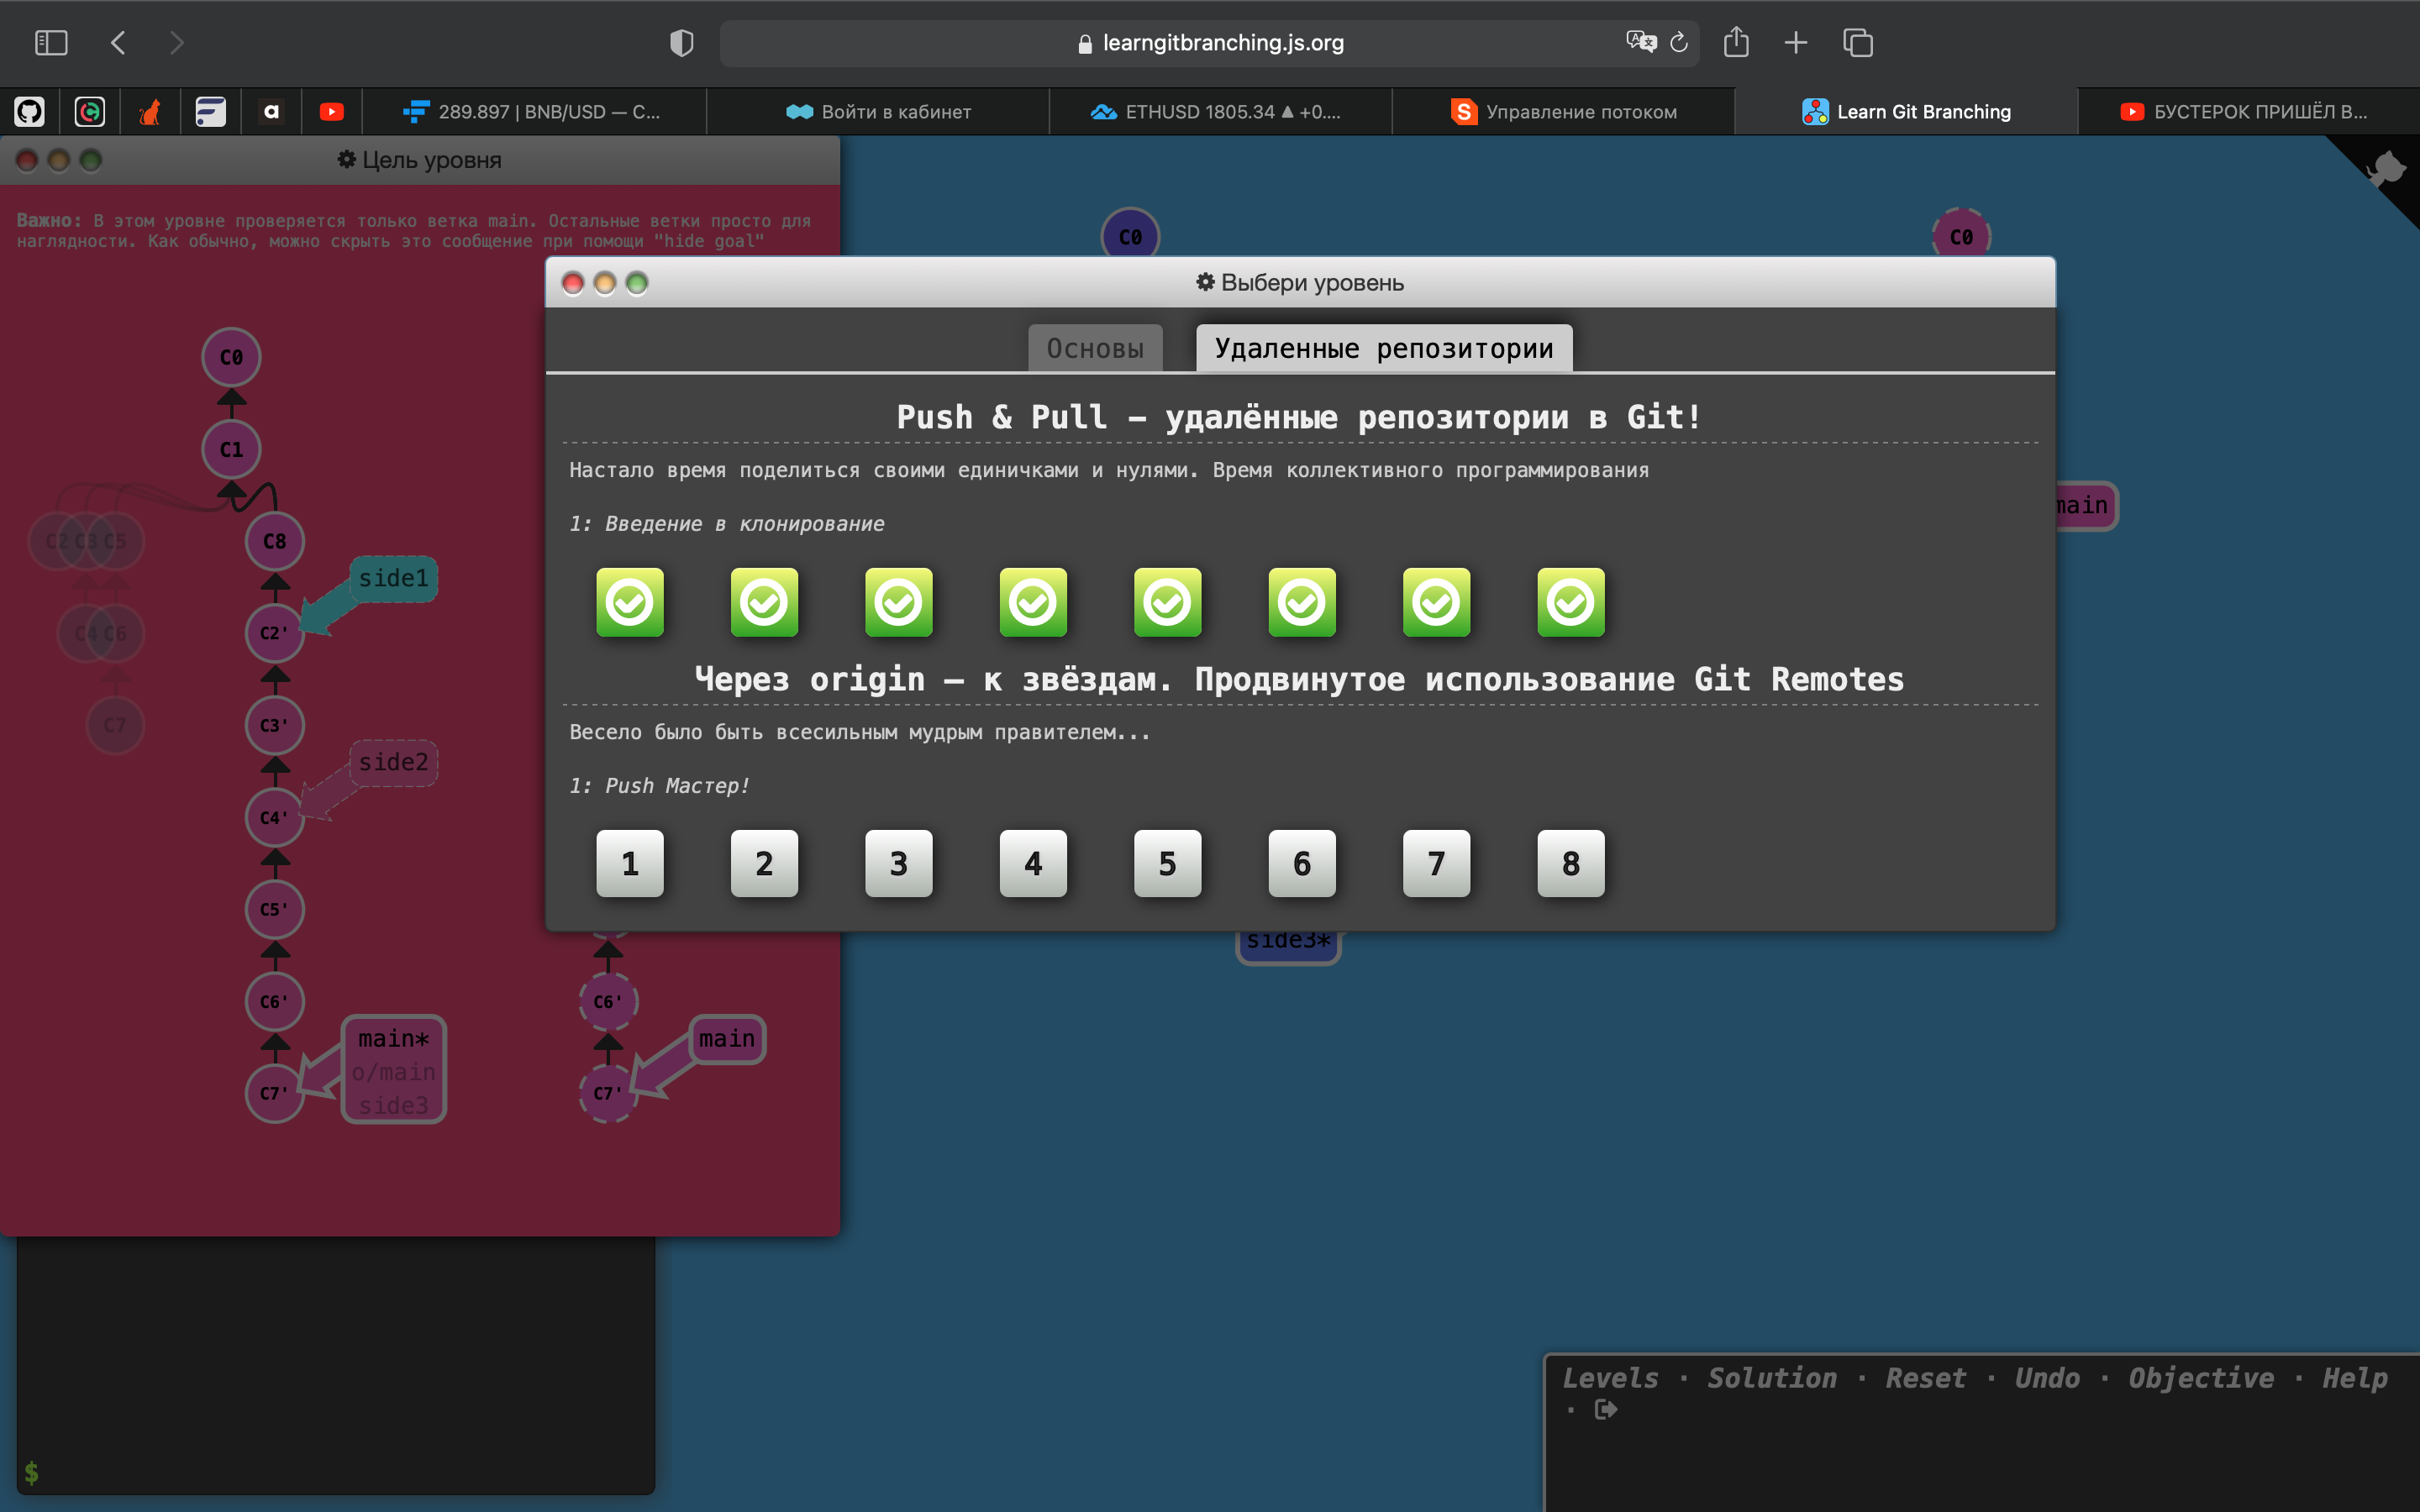 learngitbranching.js.org
289.897 | BNB/USD — C...
Войти в кабинет
ETHUSD 1805.34 ▲ +0....
Управление потоком
Learn Git Branching
БУСТЕРОК ПРИШЁЛ В...
Цель уровня
Важно: В этом уровне проверяется только ветка main. Остальные ветки просто для
наглядности. Как обычно, можно скрыть это сообщение при помощи "hide goal"
C0
C1
C2 C3 C5
C8
side1
C4 C6
C2'
C7
C3'
side2
C4'
C5'
C6'
C6'
main*
o/main
side3
main
C7'
C7'
C0
C0
main
side3*
Выбери уровень
Основы
Удаленные репозитории
Push & Pull – удалённые репозитории в Git!
Настало время поделиться своими единичками и нулями. Время коллективного программирования
1: Введение в клонирование
Через origin – к звёздам. Продвинутое использование Git Remotes
Весело было быть всесильным мудрым правителем...
1: Push Мастер!
1 2 3 4 5 6 7 8
$
Levels · Solution · Reset · Undo · Objective · Help
·